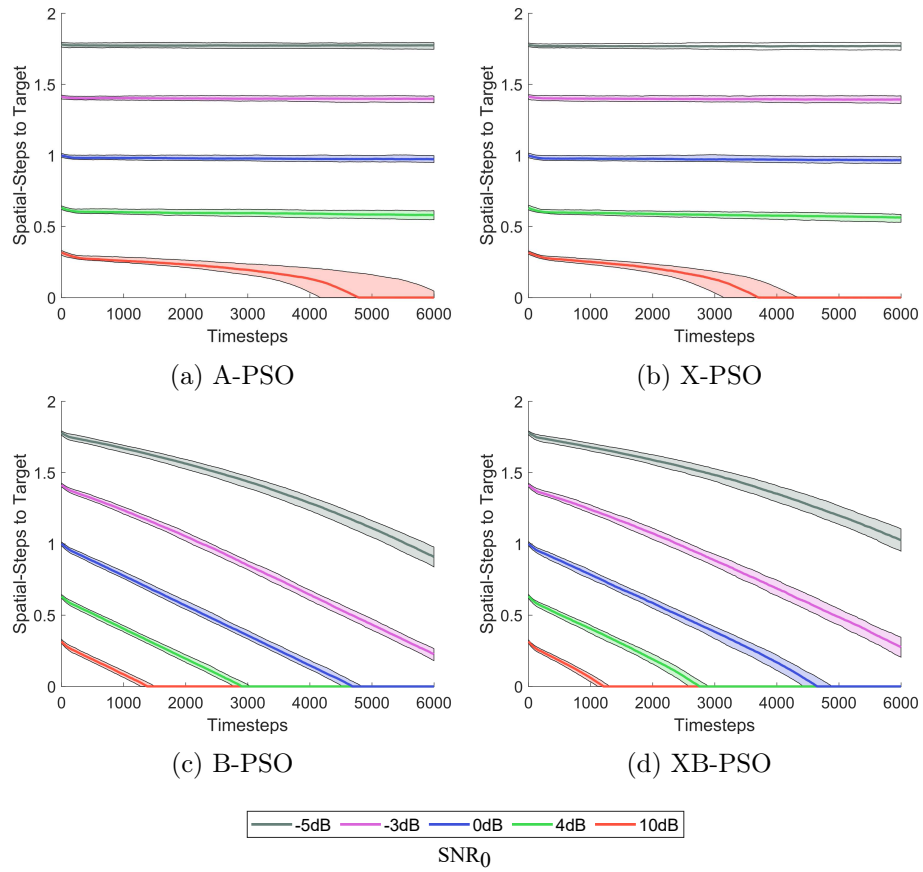 2
1.5
1
0.5
0
Spatial-Steps to Target
0 1000 2000 3000 4000 5000 6000
Timesteps
(a) A-PSO
2
1.5
1
0.5
0
Spatial-Steps to Target
0 1000 2000 3000 4000 5000 6000
Timesteps
(b) X-PSO
2
1.5
1
0.5
0
Spatial-Steps to Target
0 1000 2000 3000 4000 5000 6000
Timesteps
(c) B-PSO
2
1.5
1
0.5
0
Spatial-Steps to Target
0 1000 2000 3000 4000 5000 6000
Timesteps
(d) XB-PSO
-5dB -3dB 0dB 4dB 10dB
SNR0